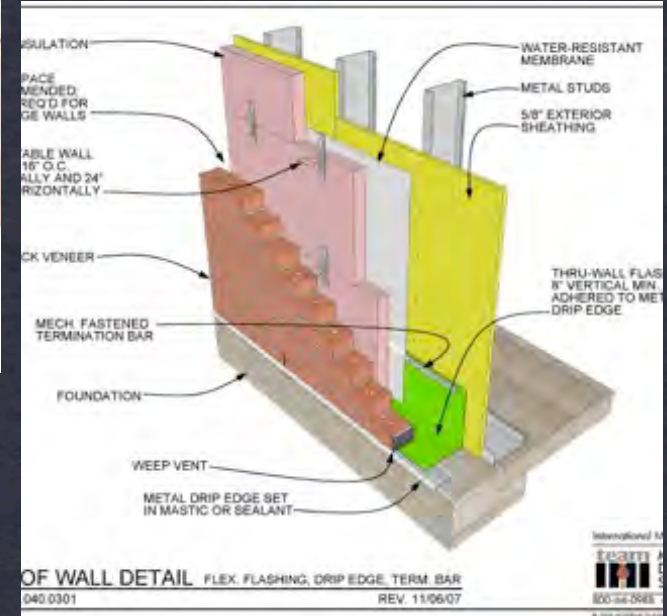 SULATION
PACE
MENDED;
REQ'D FOR
GE WALLS
TABLE WALL
16" O.C.
ALLY AND 24"
RIZONTALLY
CK VENEER
MECH. FASTENED
TERMINATION BAR
FOUNDATION
WEEP VENT
METAL DRIP EDGE SET
IN MASTIC OR SEALANT
WATER-RESISTANT
MEMBRANE
METAL STUDS
5/8" EXTERIOR
SHEATHING
THRU-WALL FLAS
8" VERTICAL MIN.
ADHERED TO MET
DRIP EDGE
OF WALL DETAIL FLEX. FLASHING, DRIP EDGE, TERM. BAR
.040.0301 REV. 11/06/07
International M
team